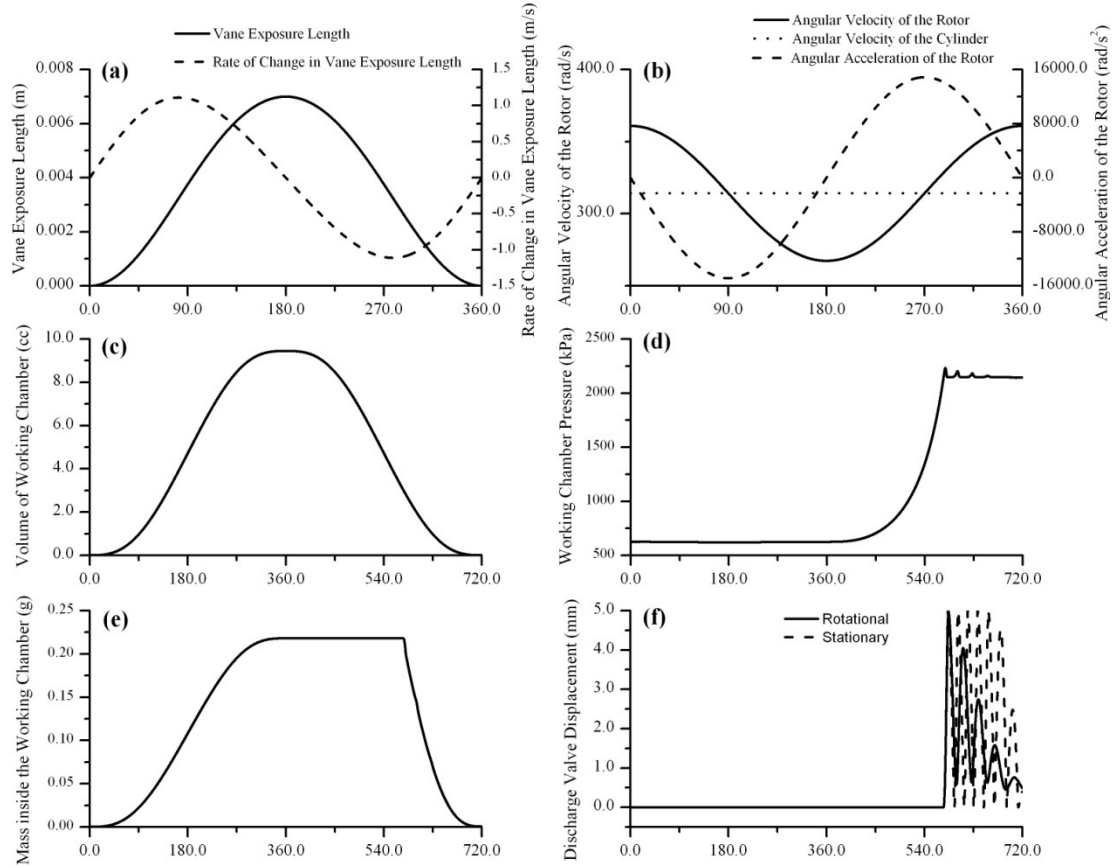 Vane Exposure Length
Rate of Change in Vane Exposure Length
(a)
Vane Exposure Length (m)
0.008
0.006
0.004
0.002
0.000
Rate of Change in Vane Exposure Length (m/s)
1.5
1.0
0.5
0.0
-0.5
-1.0
-1.5
0.0 90.0 180.0 270.0 360.0
Angular Velocity of the Rotor
Angular Velocity of the Cylinder
Angular Acceleration of the Rotor
(b)
Angular Velocity of the Rotor (rad/s)
400.0
300.0
Angular Acceleration of the Rotor (rad/s²)
16000.0
8000.0
0.0
-8000.0
-16000.0
0.0 90.0 180.0 270.0 360.0
(c)
Volume of Working Chamber (cc)
10.0
8.0
6.0
4.0
2.0
0.0
0.0 180.0 360.0 540.0 720.0
(d)
Working Chamber Pressure (kPa)
2500
2000
1500
1000
500
0.0 180.0 360.0 540.0 720.0
(e)
Mass inside the Working Chamber (g)
0.25
0.20
0.15
0.10
0.05
0.00
0.0 180.0 360.0 540.0 720.0
(f)
Rotational
Stationary
Discharge Valve Displacement (mm)
5.0
4.0
3.0
2.0
1.0
0.0
0.0 180.0 360.0 540.0 720.0